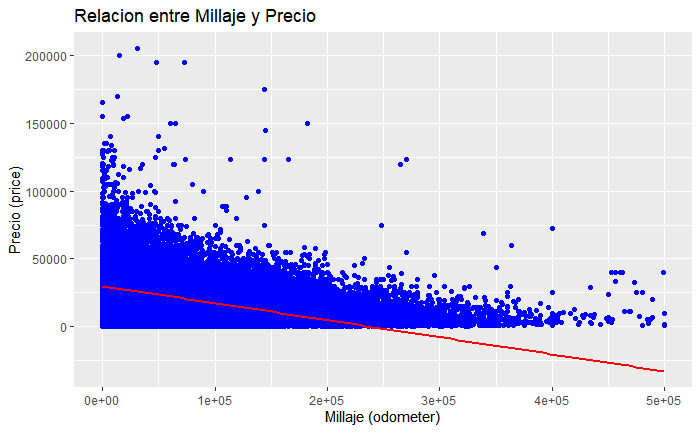 Relacion entre Millaje y Precio
Precio (price)
200000
150000
100000
50000
0
0e+00 1e+05 2e+05 3e+05 4e+05 5e+05
Millaje (odometer)